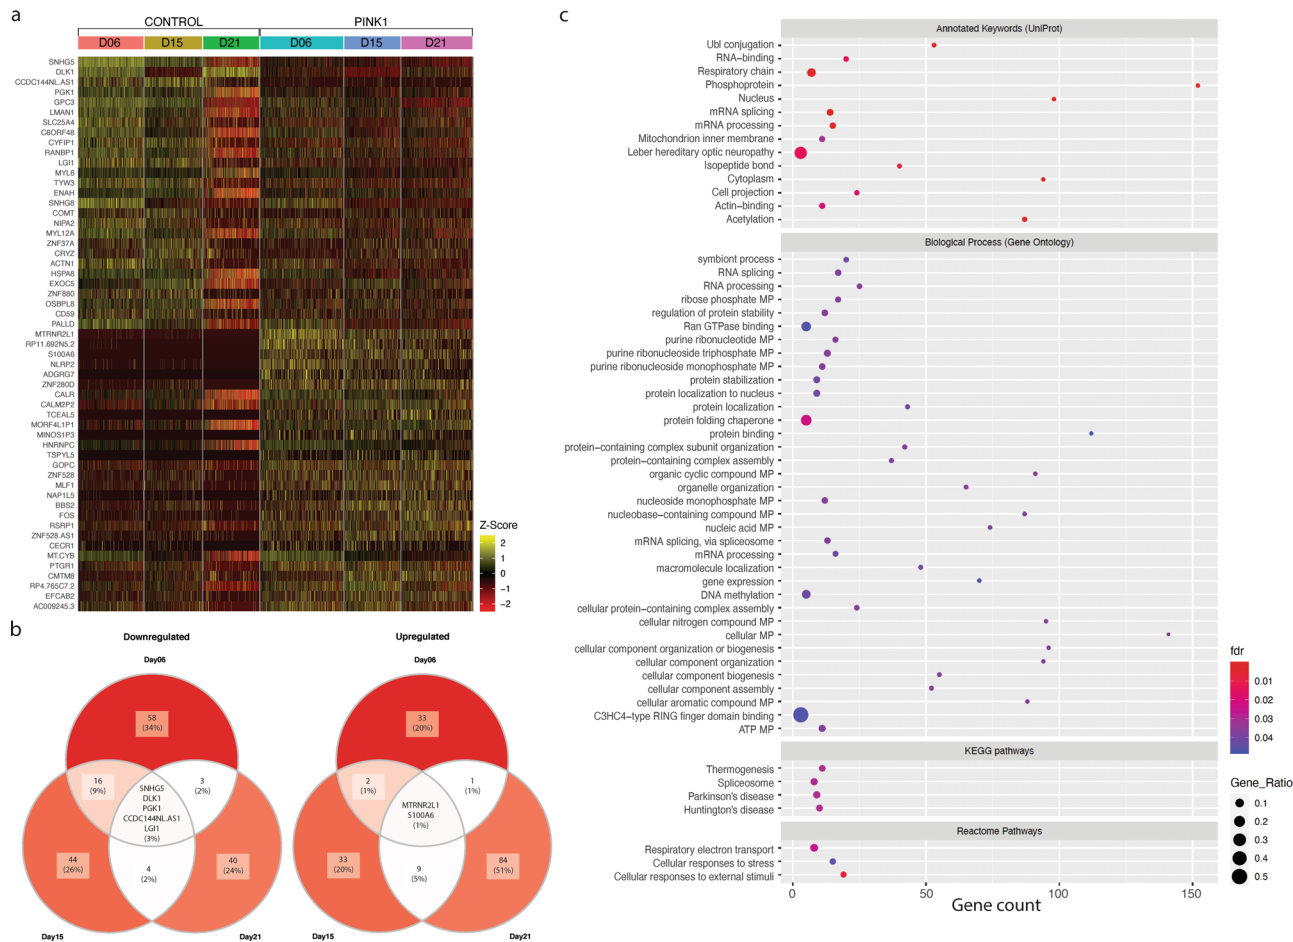 a
CONTROL
PINK1
D06
D15
D21
D06
D15
D21
SNHG5
DLK1
CCDC144NL.AS1
PGK1
GPC3
LMAN1
SLC25A4
C6ORF48
CYFIP1
RANBP1
LGI1
MYL6
TYW3
ENAH
SNHG8
COMT
NIPA2
MYL12A
ZNF37A
CRYZ
ACTN1
HSPA8
EXOC5
ZNF880
OSBPL8
CD59
PALLD
MTRNR2L1
RP11.692N5.2
S100A6
NLRP2
ADGRG7
ZNF280D
CALR
CALM2P2
TCEAL5
MORF4L1P1
MINOS1P3
HNRNPC
TSPYL5
GOPC
ZNF528
MLF1
NAP1L5
BBS2
FOS
RSRP1
ZNF528.AS1
CECR1
MT.CYB
PTGR1
CMTM8
RP4.765C7.2
EFCAB2
AC009245.3
Z-Score
2
1
0
−1
−2
b
Downregulated
Day06
58
(34%)
16
(9%)
3
(2%)
SNHG5
DLK1
PGK1
CCDC144NL.AS1
LGI1
(3%)
44
(26%)
4
(2%)
40
(24%)
Day15
Day21
Upregulated
Day06
33
(20%)
2
(1%)
1
(1%)
MTRNR2L1
S100A6
(1%)
33
(20%)
9
(5%)
84
(51%)
Day15
Day21
c
Annotated Keywords (UniProt)
Ubl conjugation
RNA−binding
Respiratory chain
Phosphoprotein
Nucleus
mRNA splicing
mRNA processing
Mitochondrion inner membrane
Leber hereditary optic neuropathy
Isopeptide bond
Cytoplasm
Cell projection
Actin−binding
Acetylation
Biological Process (Gene Ontology)
symbiont process
RNA splicing
RNA processing
ribose phosphate MP
regulation of protein stability
Ran GTPase binding
purine ribonucleotide MP
purine ribonucleoside triphosphate MP
purine ribonucleoside monophosphate MP
protein stabilization
protein localization to nucleus
protein localization
protein folding chaperone
protein binding
protein−containing complex subunit organization
protein−containing complex assembly
organic cyclic compound MP
organelle organization
nucleoside monophosphate MP
nucleobase−containing compound MP
nucleic acid MP
mRNA splicing, via spliceosome
mRNA processing
macromolecule localization
gene expression
DNA methylation
cellular protein−containing complex assembly
cellular nitrogen compound MP
cellular MP
cellular component organization or biogenesis
cellular component organization
cellular component biogenesis
cellular component assembly
cellular aromatic compound MP
C3HC4−type RING finger domain binding
ATP MP
KEGG pathways
Thermogenesis
Spliceosome
Parkinson's disease
Huntington's disease
Reactome Pathways
Respiratory electron transport
Cellular responses to stress
Cellular responses to external stimuli
0
50
100
150
Gene count
fdr
0.01
0.02
0.03
0.04
Gene_Ratio
0.1
0.2
0.3
0.4
0.5